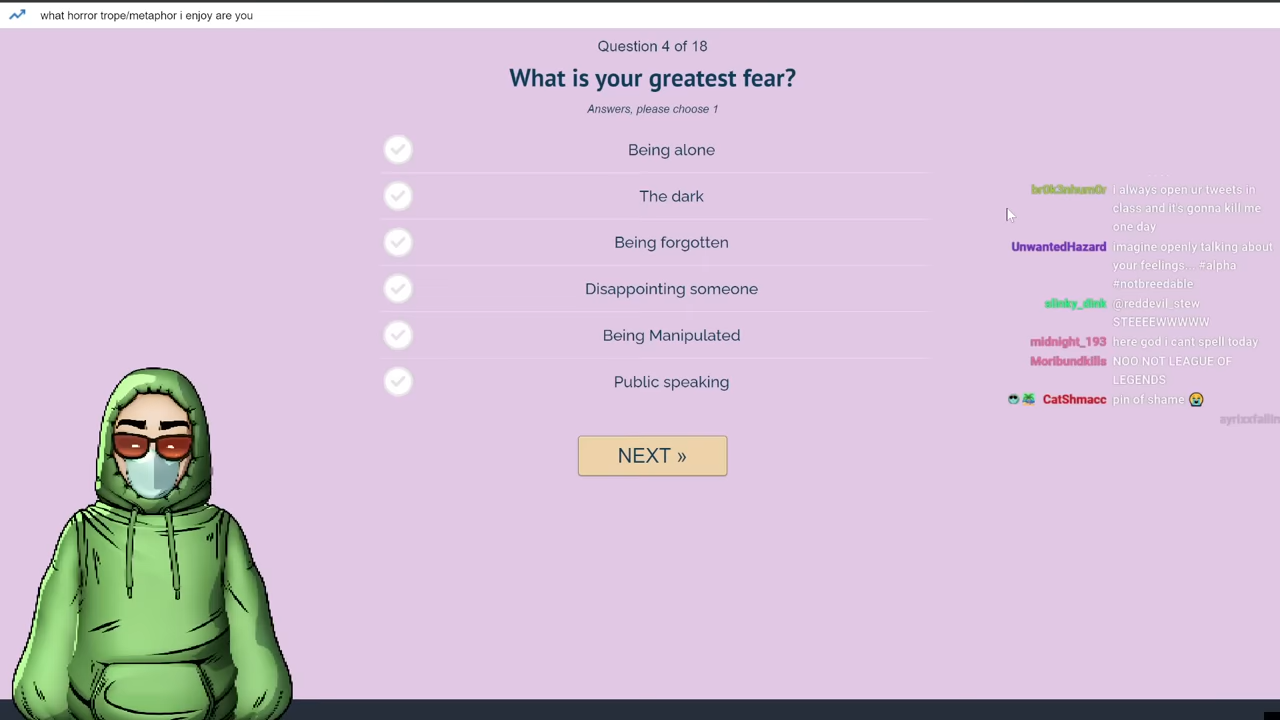 what horror trope/metaphor i enjoy are you
Question 4 of 18
What is your greatest fear?
Answers, please choose 1
Being alone
The dark
Being forgotten
Disappointing someone
Being Manipulated
Public speaking
NEXT »
br0k3nhum0r i always open ur tweets in
class and it's gonna kill me
one day
UnwantedHazard imagine openly talking about
your feelings... #alpha
#notbreedable
slinky_dink @reddevil_stew
STEEEEWWWWW
midnight_193 here god i cant spell today
Moribundkills NOO NOT LEAGUE OF
LEGENDS
CatShmacc pin of shame 😭